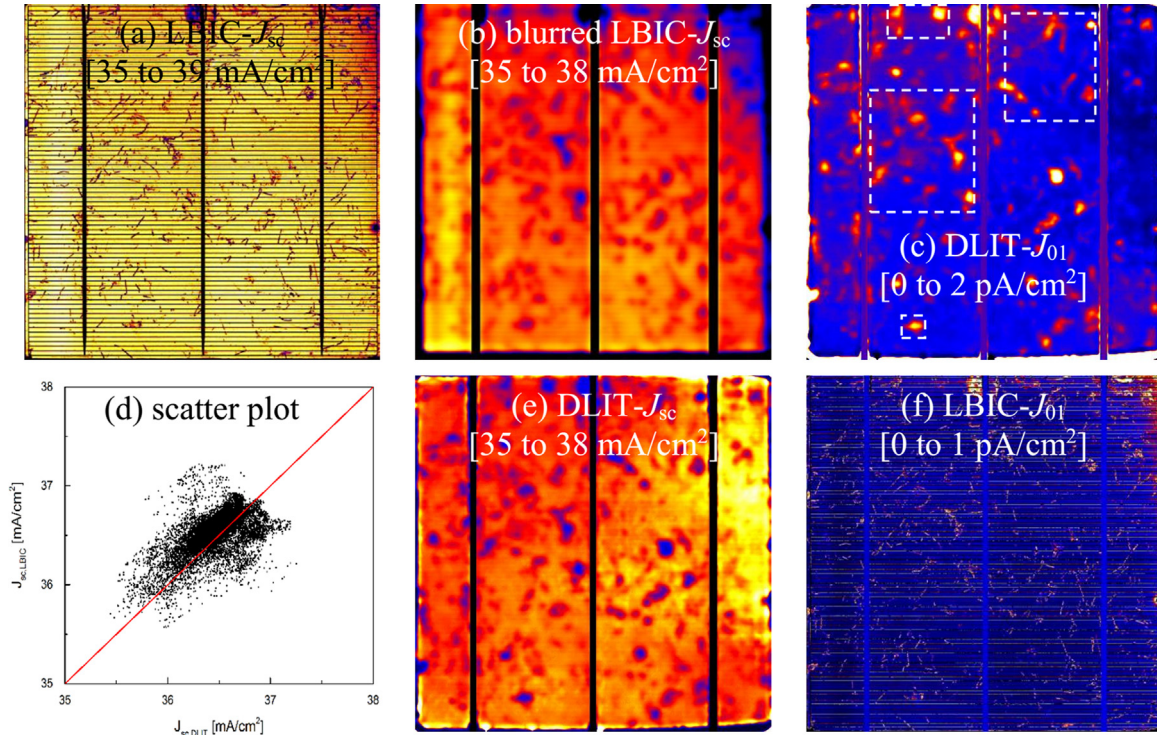 (a) LBIC-Jsc
[35 to 39 mA/cm²]
(b) blurred LBIC-Jsc
[35 to 38 mA/cm²]
(c) DLIT-J01
[0 to 2 pA/cm²]
(d) scatter plot
38
37
36
35
Jsc,LBIC [mA/cm²]
35 36 37 38
Jsc,DLIT [mA/cm²]
(e) DLIT-Jsc
[35 to 38 mA/cm²]
(f) LBIC-J01
[0 to 1 pA/cm²]